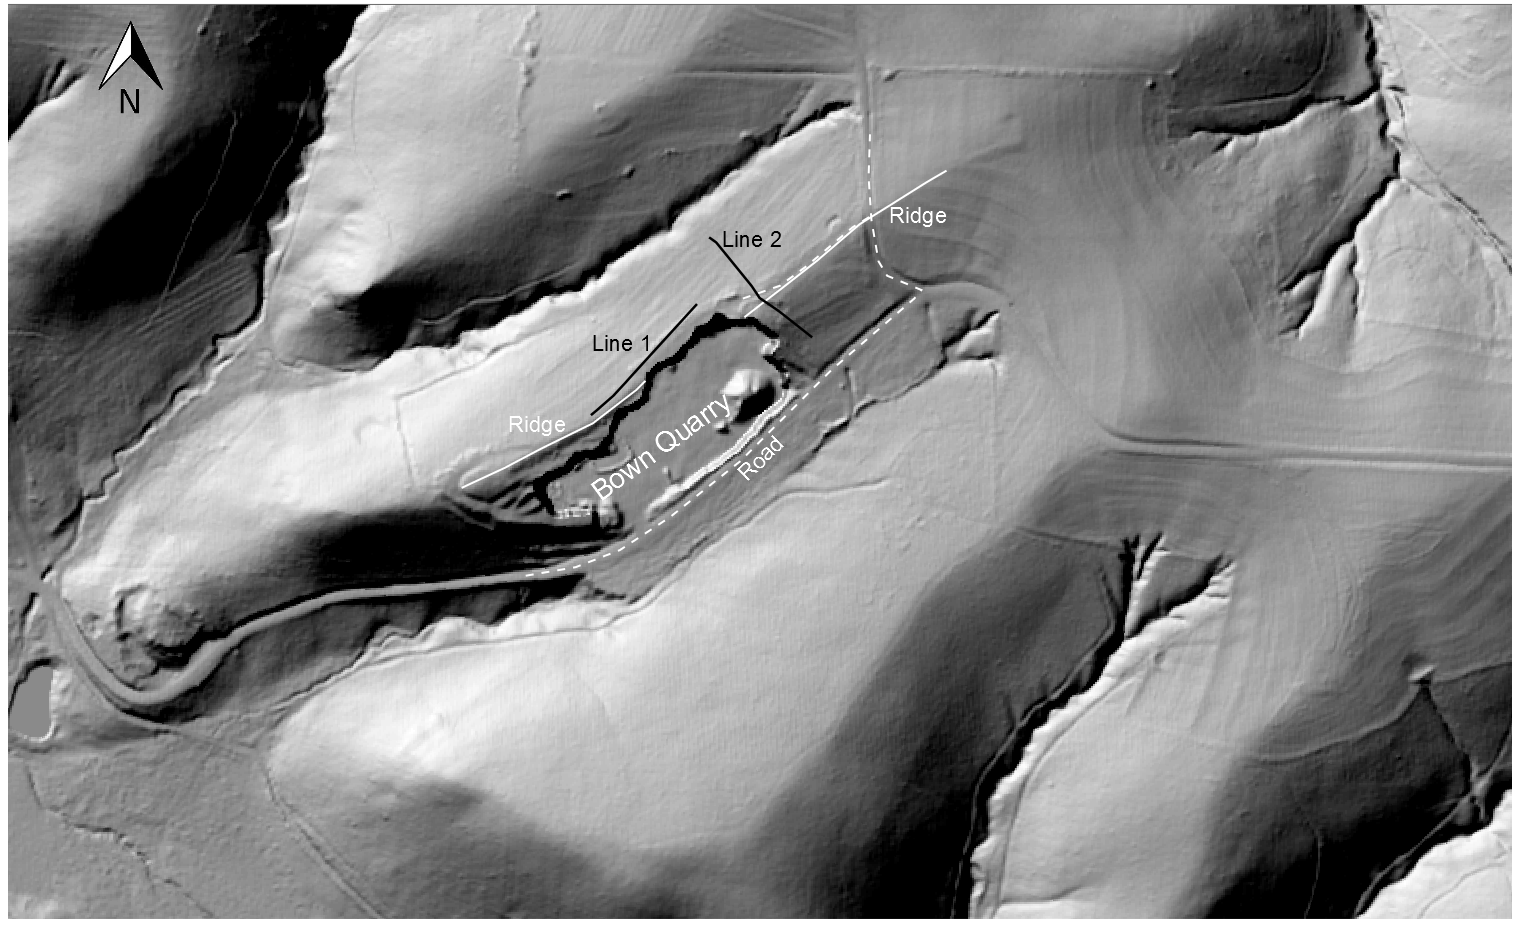 N
Ridge
Line 2
Line 1
Ridge
Bown Quarry
Road